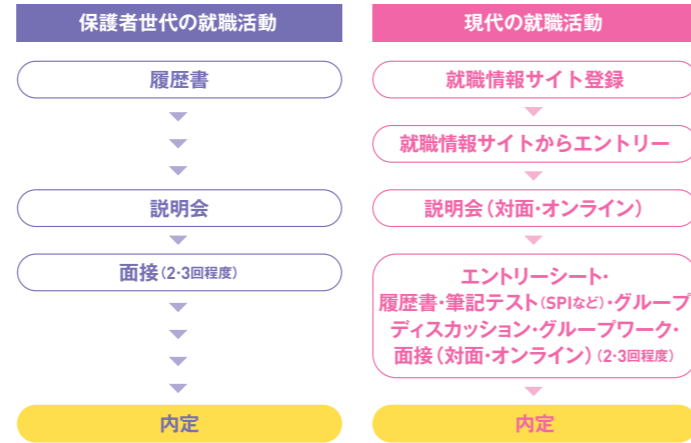 保護者世代の就職活動
履歴書
説明会
面接(2・3回程度)
内定
現代の就職活動
就職情報サイト登録
就職情報サイトからエントリー
説明会(対面・オンライン)
エントリーシート・
履歴書・筆記テスト(SPIなど)・グループ
ディスカッション・グループワーク・
面接(対面・オンライン)(2・3回程度)
内定